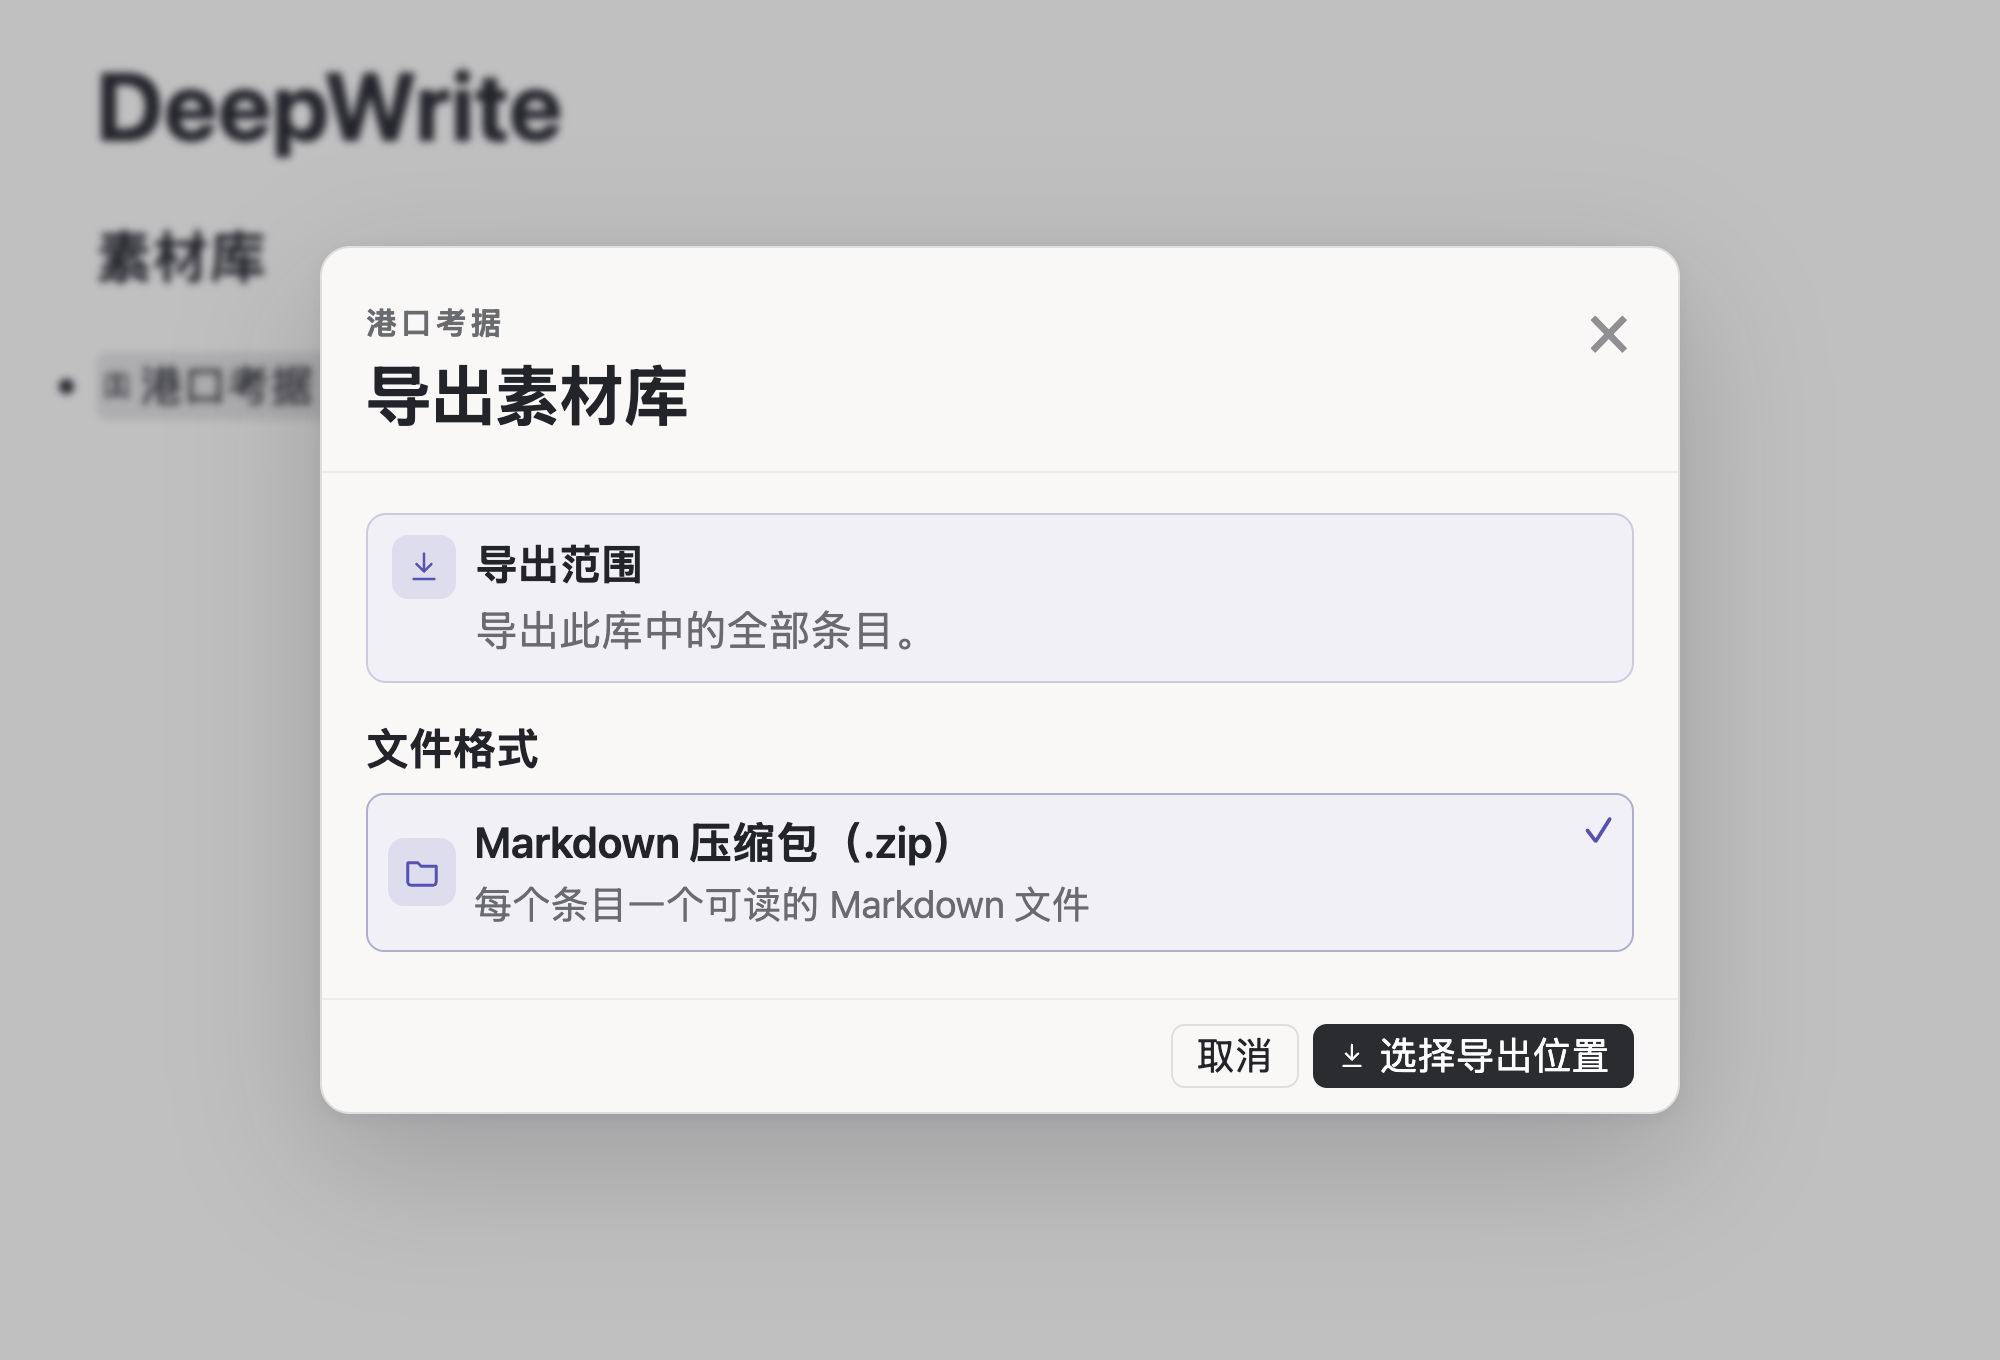 DeepWrite
素材库
港口考据
港口考据
导出素材库
导出范围
导出此库中的全部条目。
文件格式
Markdown 压缩包（.zip）
每个条目一个可读的 Markdown 文件
取消
选择导出位置